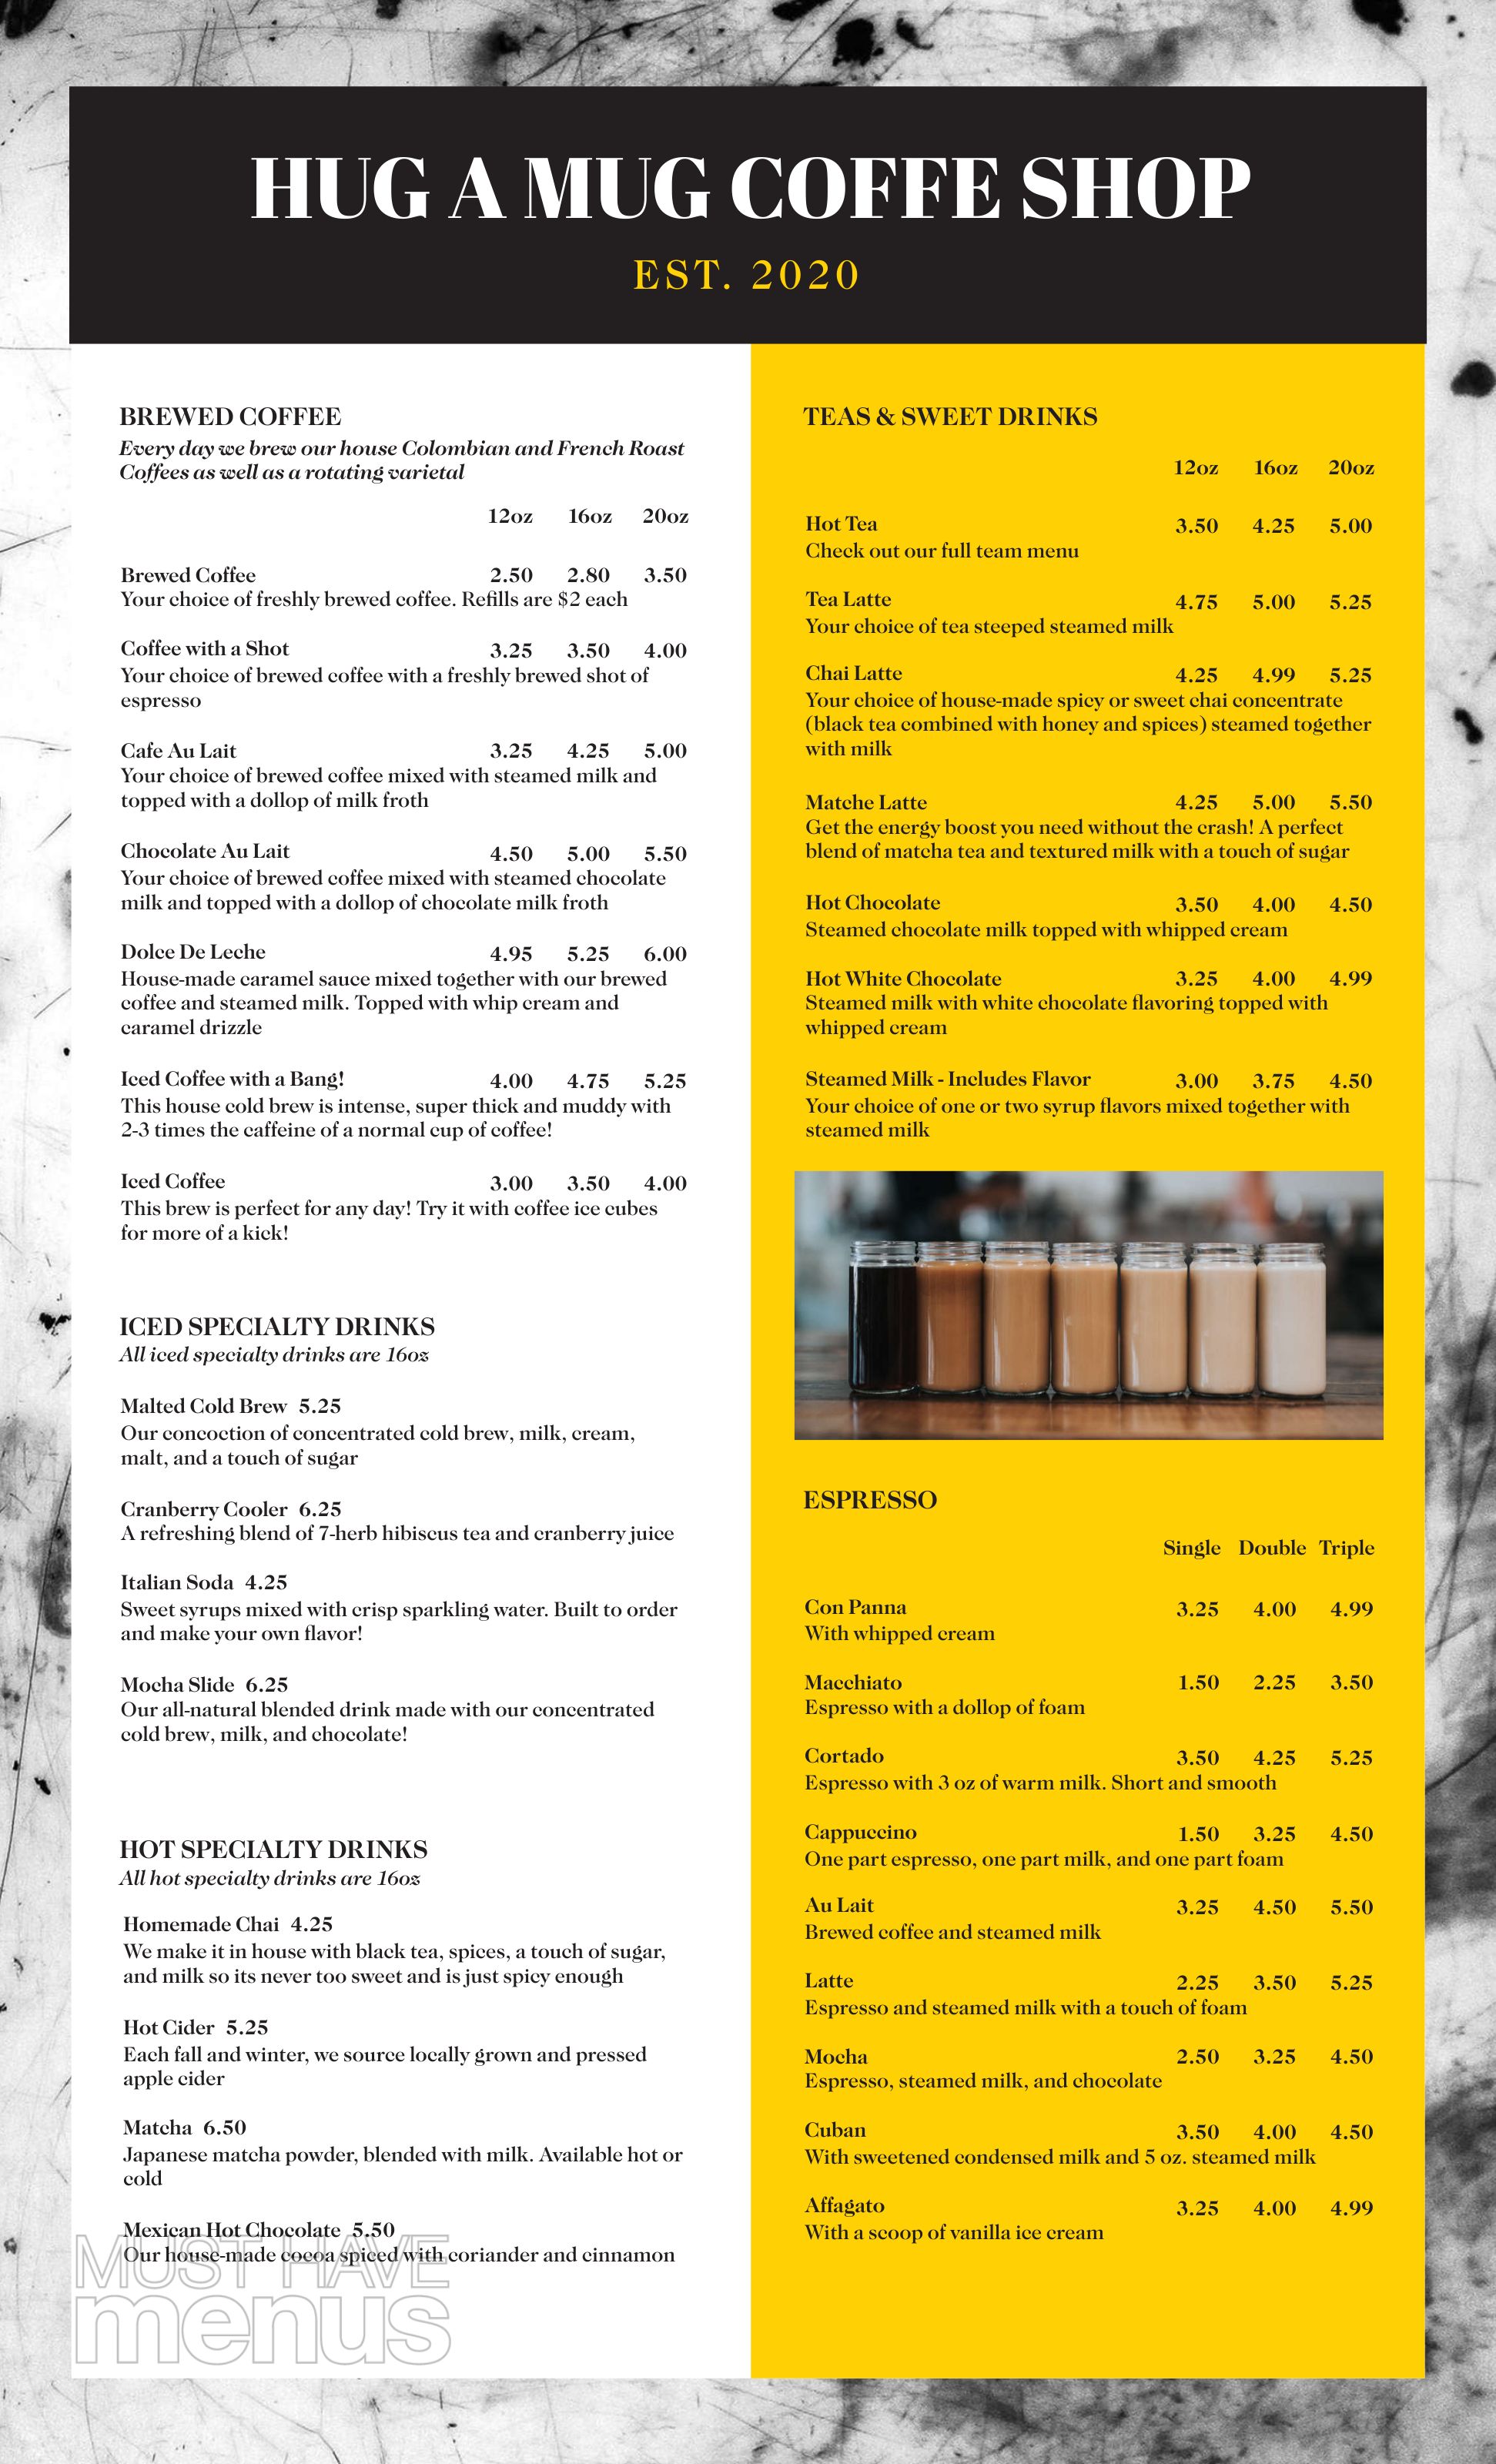 HUG A MUG COFFE SHOP
EST. 2020
BREWED COFFEE
Every day we brew our house Colombian and French Roast
Coffees as well as a rotating varietal
12oz 16oz 20oz
Brewed Coffee 2.50 2.80 3.50
Your choice of freshly brewed coffee. Refills are $2 each
Coffee with a Shot 3.25 3.50 4.00
Your choice of brewed coffee with a freshly brewed shot of
espresso
Cafe Au Lait 3.25 4.25 5.00
Your choice of brewed coffee mixed with steamed milk and
topped with a dollop of milk froth
Chocolate Au Lait 4.50 5.00 5.50
Your choice of brewed coffee mixed with steamed chocolate
milk and topped with a dollop of chocolate milk froth
Dolce De Leche 4.95 5.25 6.00
House-made caramel sauce mixed together with our brewed
coffee and steamed milk. Topped with whip cream and
caramel drizzle
Iced Coffee with a Bang! 4.00 4.75 5.25
This house cold brew is intense, super thick and muddy with
2-3 times the caffeine of a normal cup of coffee!
Iced Coffee 3.00 3.50 4.00
This brew is perfect for any day! Try it with coffee ice cubes
for more of a kick!
ICED SPECIALTY DRINKS
All iced specialty drinks are 16oz
Malted Cold Brew 5.25
Our concoction of concentrated cold brew, milk, cream,
malt, and a touch of sugar
Cranberry Cooler 6.25
A refreshing blend of 7-herb hibiscus tea and cranberry juice
Italian Soda 4.25
Sweet syrups mixed with crisp sparkling water. Built to order
and make your own flavor!
Mocha Slide 6.25
Our all-natural blended drink made with our concentrated
cold brew, milk, and chocolate!
HOT SPECIALTY DRINKS
All hot specialty drinks are 16oz
Homemade Chai 4.25
We make it in house with black tea, spices, a touch of sugar,
and milk so its never too sweet and is just spicy enough
Hot Cider 5.25
Each fall and winter, we source locally grown and pressed
apple cider
Matcha 6.50
Japanese matcha powder, blended with milk. Available hot or
cold
Mexican Hot Chocolate 5.50
Our house-made cocoa spiced with coriander and cinnamon
MUST HAVE
menus
TEAS & SWEET DRINKS
12oz 16oz 20oz
Hot Tea 3.50 4.25 5.00
Check out our full team menu
Tea Latte 4.75 5.00 5.25
Your choice of tea steeped steamed milk
Chai Latte 4.25 4.99 5.25
Your choice of house-made spicy or sweet chai concentrate
(black tea combined with honey and spices) steamed together
with milk
Matche Latte 4.25 5.00 5.50
Get the energy boost you need without the crash! A perfect
blend of matcha tea and textured milk with a touch of sugar
Hot Chocolate 3.50 4.00 4.50
Steamed chocolate milk topped with whipped cream
Hot White Chocolate 3.25 4.00 4.99
Steamed milk with white chocolate flavoring topped with
whipped cream
Steamed Milk - Includes Flavor 3.00 3.75 4.50
Your choice of one or two syrup flavors mixed together with
steamed milk
ESPRESSO
Single Double Triple
Con Panna 3.25 4.00 4.99
With whipped cream
Macchiato 1.50 2.25 3.50
Espresso with a dollop of foam
Cortado 3.50 4.25 5.25
Espresso with 3 oz of warm milk. Short and smooth
Cappuccino 1.50 3.25 4.50
One part espresso, one part milk, and one part foam
Au Lait 3.25 4.50 5.50
Brewed coffee and steamed milk
Latte 2.25 3.50 5.25
Espresso and steamed milk with a touch of foam
Mocha 2.50 3.25 4.50
Espresso, steamed milk, and chocolate
Cuban 3.50 4.00 4.50
With sweetened condensed milk and 5 oz. steamed milk
Affagato 3.25 4.00 4.99
With a scoop of vanilla ice cream